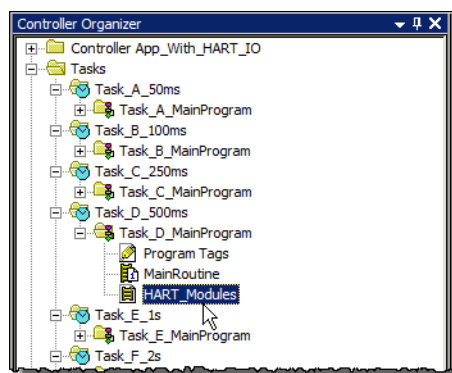 Controller Organizer
Controller App_With_HART_IO
Tasks
Task_A_50ms
Task_A_MainProgram
Task_B_100ms
Task_B_MainProgram
Task_C_250ms
Task_C_MainProgram
Task_D_500ms
Task_D_MainProgram
Program Tags
MainRoutine
HART_Modules
Task_E_1s
Task_E_MainProgram
Task_F_2s